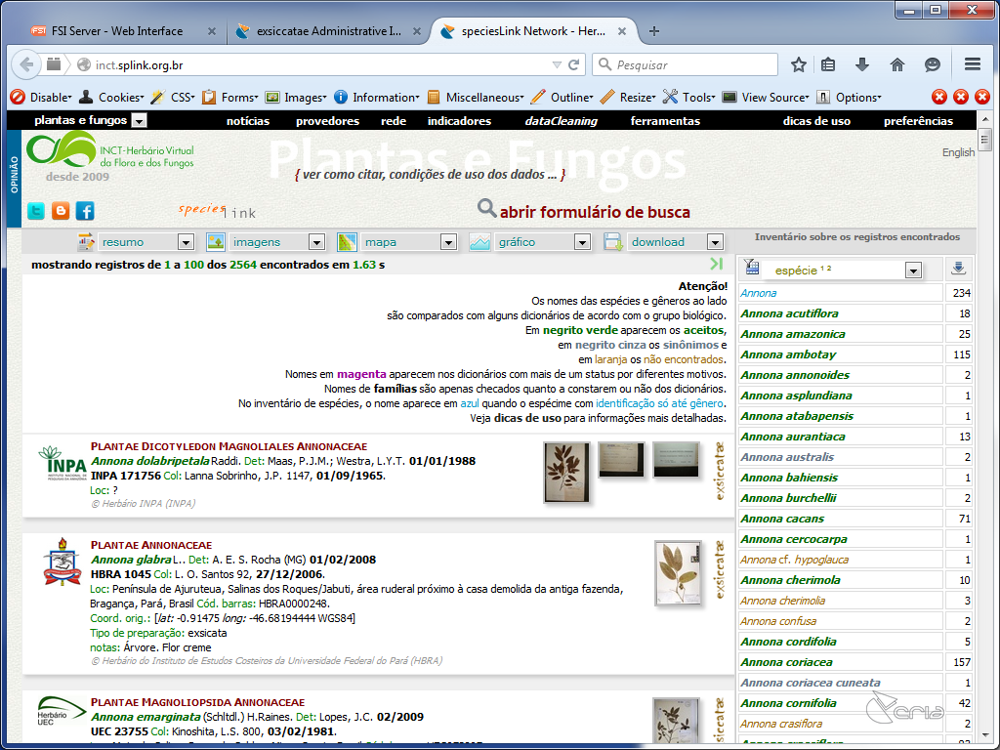 FSI Server - Web Interface
exsiccatae Administrative I...
speciesLink Network - Her...
inct.splink.org.br
Pesquisar
Disable
Cookies
CSS
Forms
Images
Information
Miscellaneous
Outline
Resize
Tools
View Source
Options
plantas e fungos
notícias
provedores
rede
indicadores
dataCleaning
ferramentas
dicas de uso
preferências
OPINIÃO
INCT-Herbário Virtual
da Flora e dos Fungos
desde 2009
Plantas e Fungos
{ ver como citar, condições de uso dos dados ... }
English
species link
abrir formulário de busca
resumo
imagens
mapa
gráfico
download
Inventário sobre os registros encontrados
mostrando registros de 1 a 100 dos 2564 encontrados em 1.63 s
espécie ¹ ²
Atenção!
Os nomes das espécies e gêneros ao lado
são comparados com alguns dicionários de acordo com o grupo biológico.
Em negrito verde aparecem os aceitos,
em negrito cinza os sinônimos e
em laranja os não encontrados.
Nomes em magenta aparecem nos dicionários com mais de um status por diferentes motivos.
Nomes de famílias são apenas checados quanto a constarem ou não dos dicionários.
No inventário de espécies, o nome aparece em azul quando o espécime com identificação só até gênero.
Veja dicas de uso para informações mais detalhadas.
INPA
PLANTAE DICOTYLEDON MAGNOLIALES ANNONACEAE
Annona dolabripetala Raddi. Det: Maas, P.J.M.; Westra, L.Y.T. 01/01/1988
INPA 171756 Col: Lanna Sobrinho, J.P. 1147, 01/09/1965.
Loc: ?
© Herbário INPA (INPA)
exsiccatæ
PLANTAE ANNONACEAE
Annona glabra L.. Det: A. E. S. Rocha (MG) 01/02/2008
HBRA 1045 Col: L. O. Santos 92, 27/12/2006.
Loc: Península de Ajuruteua, Salinas dos Roques/Jabuti, área ruderal próximo à casa demolida da antiga fazenda,
Bragança, Pará, Brasil Cód. barras: HBRA0000248.
Coord. orig.: [lat: -0.91475 long: -46.68194444 WGS84]
Tipo de preparação: exsicata
notas: Árvore. Flor creme
© Herbário do Instituto de Estudos Costeiros da Universidade Federal do Pará (HBRA)
exsiccatæ
Herbário
UEC
PLANTAE MAGNOLIOPSIDA ANNONACEAE
Annona emarginata (Schltdl.) H.Raines. Det: Lopes, J.C. 02/2009
UEC 23755 Col: Kinoshita, L.S. 800, 03/02/1981.
exsiccatæ
Annona 234
Annona acutiflora 18
Annona amazonica 25
Annona ambotay 115
Annona annonoides 2
Annona asplundiana 1
Annona atabapensis 1
Annona aurantiaca 13
Annona australis 2
Annona bahiensis 1
Annona burchellii 2
Annona cacans 71
Annona cercocarpa 1
Annona cf. hypoglauca 1
Annona cherimola 10
Annona cherimolia 3
Annona confusa 2
Annona cordifolia 5
Annona coriacea 157
Annona coriacea cuneata 1
Annona cornifolia 42
Annona crasiflora 2
cria